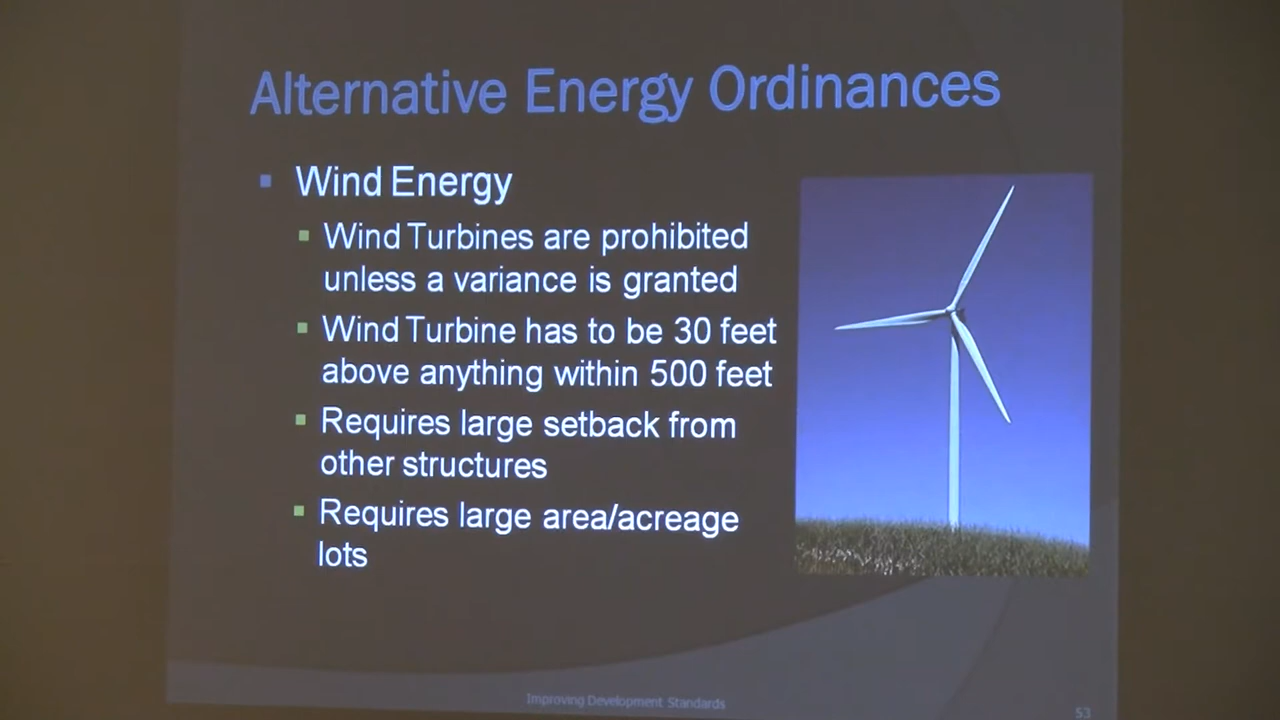 Alternative Energy Ordinances
Wind Energy
Wind Turbines are prohibited
unless a variance is granted
Wind Turbine has to be 30 feet
above anything within 500 feet
Requires large setback from
other structures
Requires large area/acreage
lots
Improving Development Standards
53